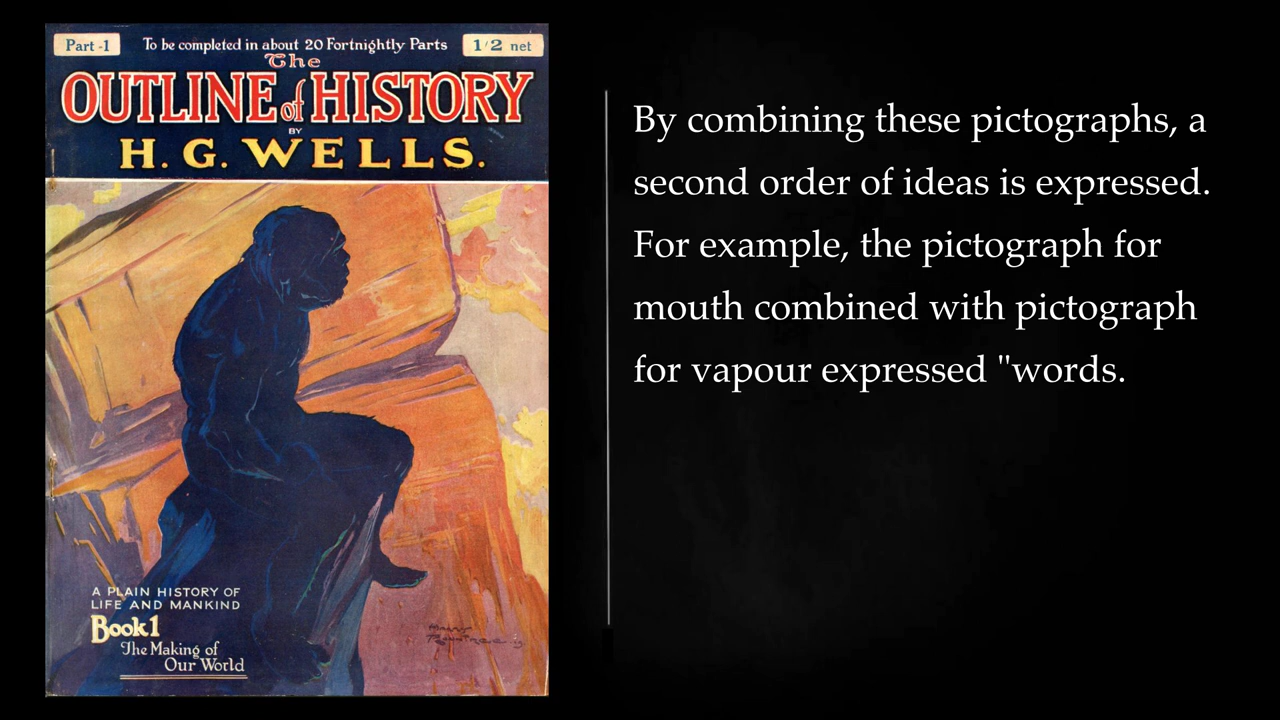 Part -1
To be completed in about 20 Fortnightly Parts
1/2 net
The
OUTLINE of HISTORY
BY
H. G. WELLS.
A PLAIN HISTORY OF
LIFE AND MANKIND
Book 1
The Making of
Our World
By combining these pictographs, a
second order of ideas is expressed.
For example, the pictograph for
mouth combined with pictograph
for vapour expressed "words.